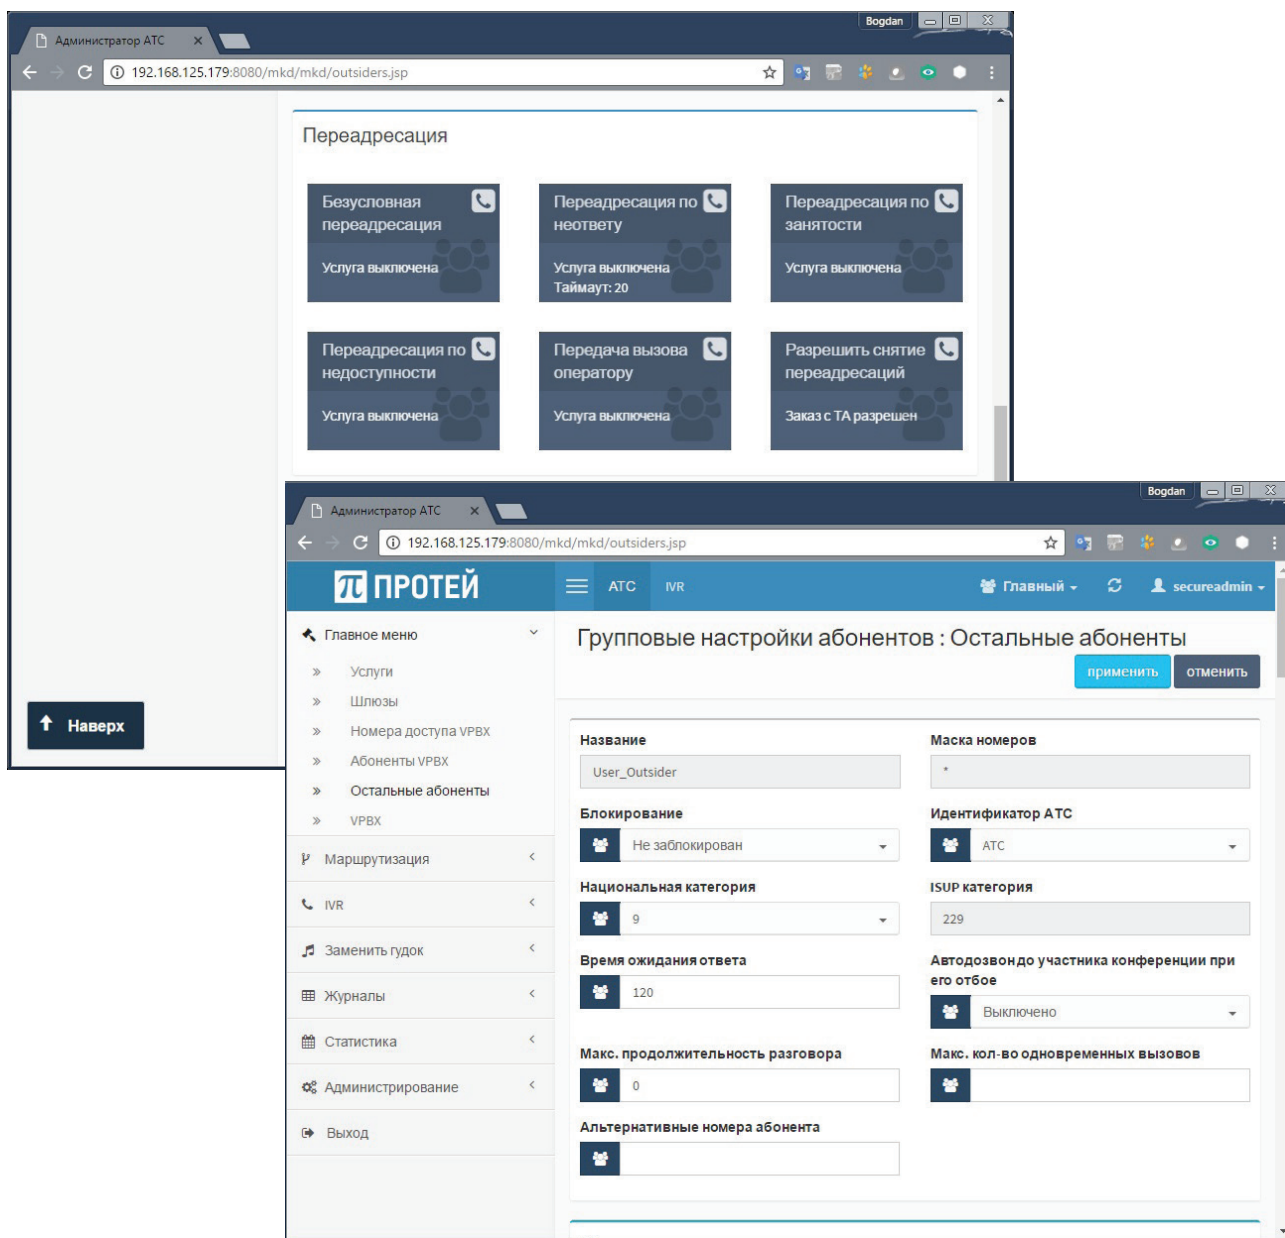 Bogdan
Администратор АТС
192.168.125.179:8080/mkd/mkd/outsiders.jsp
Переадресация
Безусловная
переадресация
Услуга выключена
Переадресация по
неответу
Услуга выключена
Таймаут: 20
Переадресация по
занятости
Услуга выключена
Переадресация по
недоступности
Услуга выключена
Передача вызова
оператору
Услуга выключена
Разрешить снятие
переадресаций
Заказ с ТА разрешен
Наверх
Bogdan
Администратор АТС
192.168.125.179:8080/mkd/mkd/outsiders.jsp
ПРОТЕЙ
АТС
IVR
Главный
secureadmin
Главное меню
Услуги
Шлюзы
Номера доступа VPBX
Абоненты VPBX
Остальные абоненты
VPBX
Маршрутизация
IVR
Заменить гудок
Журналы
Статистика
Администрирование
Выход
Групповые настройки абонентов : Остальные абоненты
применить
отменить
Название
User_Outsider
Маска номеров
*
Блокирование
Не заблокирован
Идентификатор АТС
АТС
Национальная категория
9
ISUP категория
229
Время ожидания ответа
120
Автодозвон до участника конференции при
его отбое
Выключено
Макс. продолжительность разговора
0
Макс. кол-во одновременных вызовов
Альтернативные номера абонента